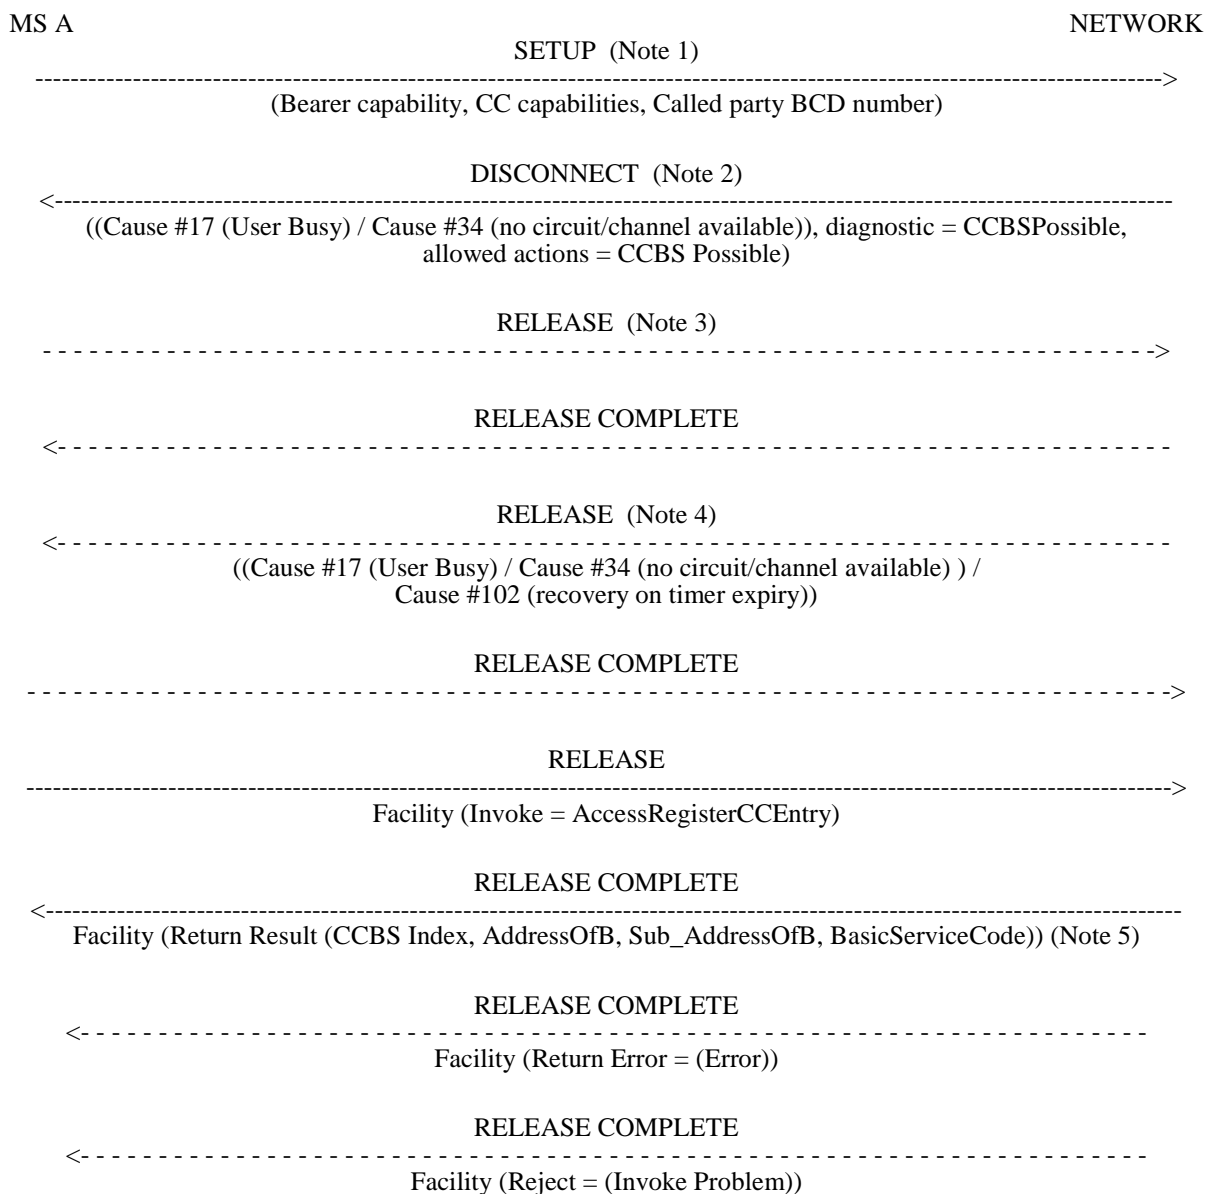 MS A NETWORK
SETUP (Note 1)
------------------------------------------------------------------------------------------------------------------------------->
(Bearer capability, CC capabilities, Called party BCD number)
DISCONNECT (Note 2)
<-------------------------------------------------------------------------------------------------------------------------------
((Cause #17 (User Busy) / Cause #34 (no circuit/channel available)), diagnostic = CCBSPossible,
allowed actions = CCBS Possible)
RELEASE (Note 3)
- - - - - - - - - - - - - - - - - - - - - - - - - - - - - - - - - - - - - - - - - - - - - - - - - - - - - - - - - - - - - - - - - - - - - - - - ->
RELEASE COMPLETE
<- - - - - - - - - - - - - - - - - - - - - - - - - - - - - - - - - - - - - - - - - - - - - - - - - - - - - - - - - - - - - - - - - - - - - - - - -
RELEASE (Note 4)
<- - - - - - - - - - - - - - - - - - - - - - - - - - - - - - - - - - - - - - - - - - - - - - - - - - - - - - - - - - - - - - - - - - - - - - - - -
((Cause #17 (User Busy) / Cause #34 (no circuit/channel available) ) /
Cause #102 (recovery on timer expiry))
RELEASE COMPLETE
- - - - - - - - - - - - - - - - - - - - - - - - - - - - - - - - - - - - - - - - - - - - - - - - - - - - - - - - - - - - - - - - - - - - - - - - - ->
RELEASE
--------------------------------------------------------------------------------------------------------------------------------->
Facility (Invoke = AccessRegisterCCEntry)
RELEASE COMPLETE
<--------------------------------------------------------------------------------------------------------------------------------
Facility (Return Result (CCBS Index, AddressOfB, Sub_AddressOfB, BasicServiceCode)) (Note 5)
RELEASE COMPLETE
<- - - - - - - - - - - - - - - - - - - - - - - - - - - - - - - - - - - - - - - - - - - - - - - - - - - - - - - - - - - - - - - - - - - - - -
Facility (Return Error = (Error))
RELEASE COMPLETE
<- - - - - - - - - - - - - - - - - - - - - - - - - - - - - - - - - - - - - - - - - - - - - - - - - - - - - - - - - - - - - - - - - - - - - -
Facility (Reject = (Invoke Problem))